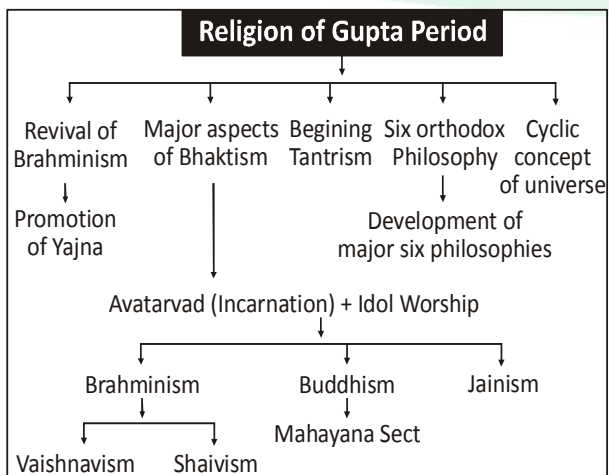 Religion of Gupta Period
Revival of
Brahminism
Major aspects
of Bhaktism
Begining
Tantrism
Six orthodox
Philosophy
Cyclic
concept
of universe
Promotion
of Yajna
Development of
major six philosophies
Avatarvad (Incarnation) + Idol Worship
Brahminism
Buddhism
Jainism
Mahayana Sect
Vaishnavism
Shaivism